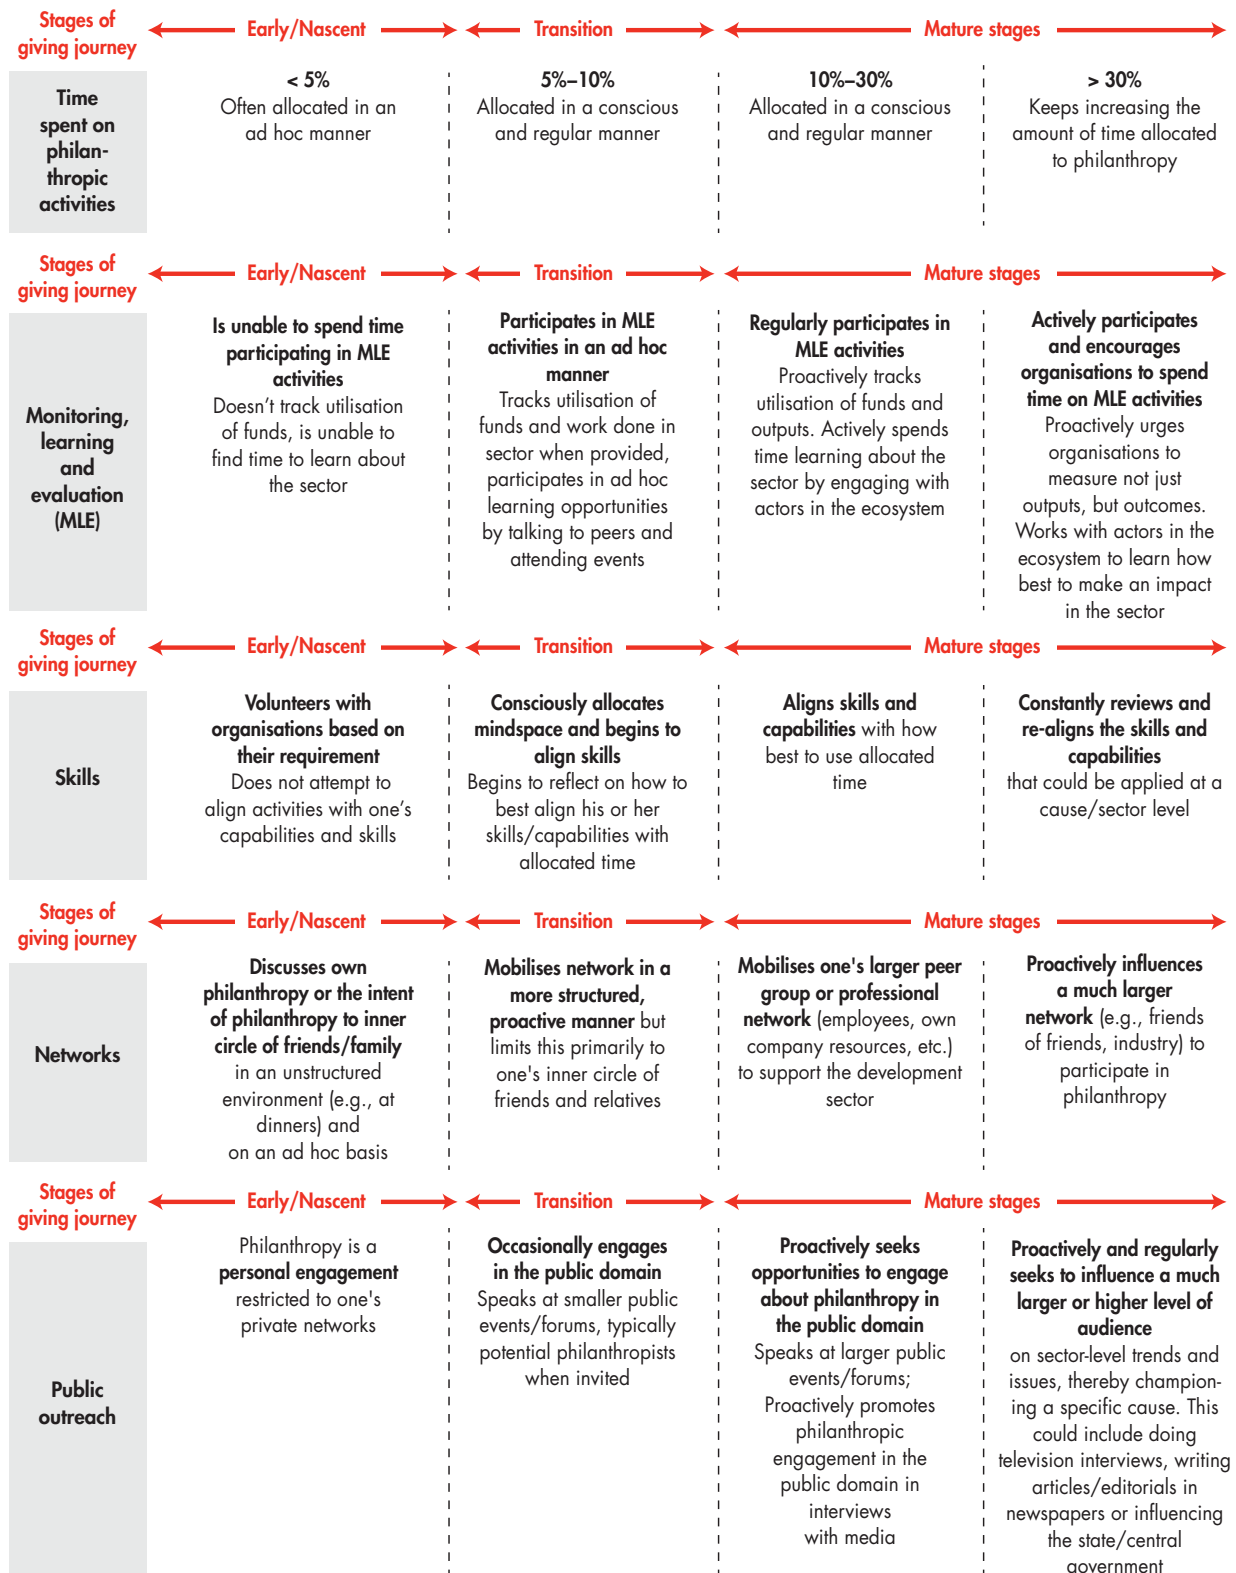 Stages of
giving journey
Early/Nascent
Transition
Mature stages
Time
spent on
philan-
thropic
activities
< 5%
Often allocated in an
ad hoc manner
5%–10%
Allocated in a conscious
and regular manner
10%–30%
Allocated in a conscious
and regular manner
> 30%
Keeps increasing the
amount of time allocated
to philanthropy
Stages of
giving journey
Early/Nascent
Transition
Mature stages
Monitoring,
learning
and
evaluation
(MLE)
Is unable to spend time
participating in MLE
activities
Doesn't track utilisation
of funds, is unable to
find time to learn about
the sector
Participates in MLE
activities in an ad hoc
manner
Tracks utilisation of
funds and work done in
sector when provided,
participates in ad hoc
learning opportunities
by talking to peers and
attending events
Regularly participates in
MLE activities
Proactively tracks
utilisation of funds and
outputs. Actively spends
time learning about the
sector by engaging with
actors in the ecosystem
Actively participates
and encourages
organisations to spend
time on MLE activities
Proactively urges
organisations to
measure not just
outputs, but outcomes.
Works with actors in the
ecosystem to learn how
best to make an impact
in the sector
Stages of
giving journey
Early/Nascent
Transition
Mature stages
Skills
Volunteers with
organisations based on
their requirement
Does not attempt to
align activities with one's
capabilities and skills
Consciously allocates
mindspace and begins to
align skills
Begins to reflect on how to
best align his or her
skills/capabilities with
allocated time
Aligns skills and
capabilities with how
best to use allocated
time
Constantly reviews and
re-aligns the skills and
capabilities
that could be applied at a
cause/sector level
Stages of
giving journey
Early/Nascent
Transition
Mature stages
Networks
Discusses own
philanthropy or the intent
of philanthropy to inner
circle of friends/family
in an unstructured
environment (e.g., at
dinners) and
on an ad hoc basis
Mobilises network in a
more structured,
proactive manner but
limits this primarily to
one's inner circle of
friends and relatives
Mobilises one's larger peer
group or professional
network (employees, own
company resources, etc.)
to support the development
sector
Proactively influences
a much larger
network (e.g., friends
of friends, industry) to
participate in
philanthropy
Stages of
giving journey
Early/Nascent
Transition
Mature stages
Public
outreach
Philanthropy is a
personal engagement
restricted to one's
private networks
Occasionally engages
in the public domain
Speaks at smaller public
events/forums, typically
potential philanthropists
when invited
Proactively seeks
opportunities to engage
about philanthropy in
the public domain
Speaks at larger public
events/forums;
Proactively promotes
philanthropic
engagement in the
public domain in
interviews
with media
Proactively and regularly
seeks to influence a much
larger or higher level of
audience
on sector-level trends and
issues, thereby champion-
ing a specific cause. This
could include doing
television interviews, writing
articles/editorials in
newspapers or influencing
the state/central
government